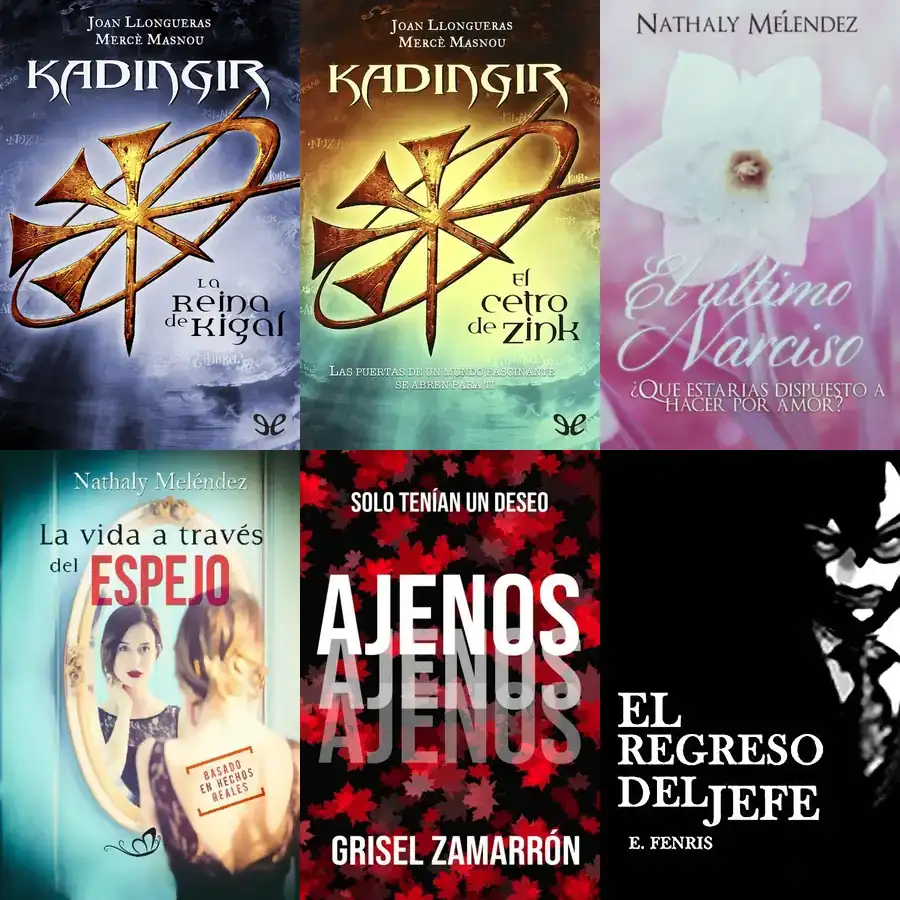 JOAN LLONGUERAS
MERCÈ MASNOU
KADINGIR
LA
REINA
de KIGAL
JOAN LLONGUERAS
MERCÈ MASNOU
KADINGIR
EL
CETRO
de ZINK
LAS PUERTAS DE UN MUNDO FASCINANTE
SE ABREN PARA TI
NATHALY MELÉNDEZ
El último
Narciso
¿QUE ESTARIAS DISPUESTO A
HACER POR AMOR?
Nathaly Meléndez
La vida a través
del ESPEJO
BASADO
EN HECHOS
REALES
SOLO TENÍAN UN DESEO
AJENOS
AJENOS
AJENOS
GRISEL ZAMARRÓN
EL
REGRESO
DEL JEFE
E. FENRIS